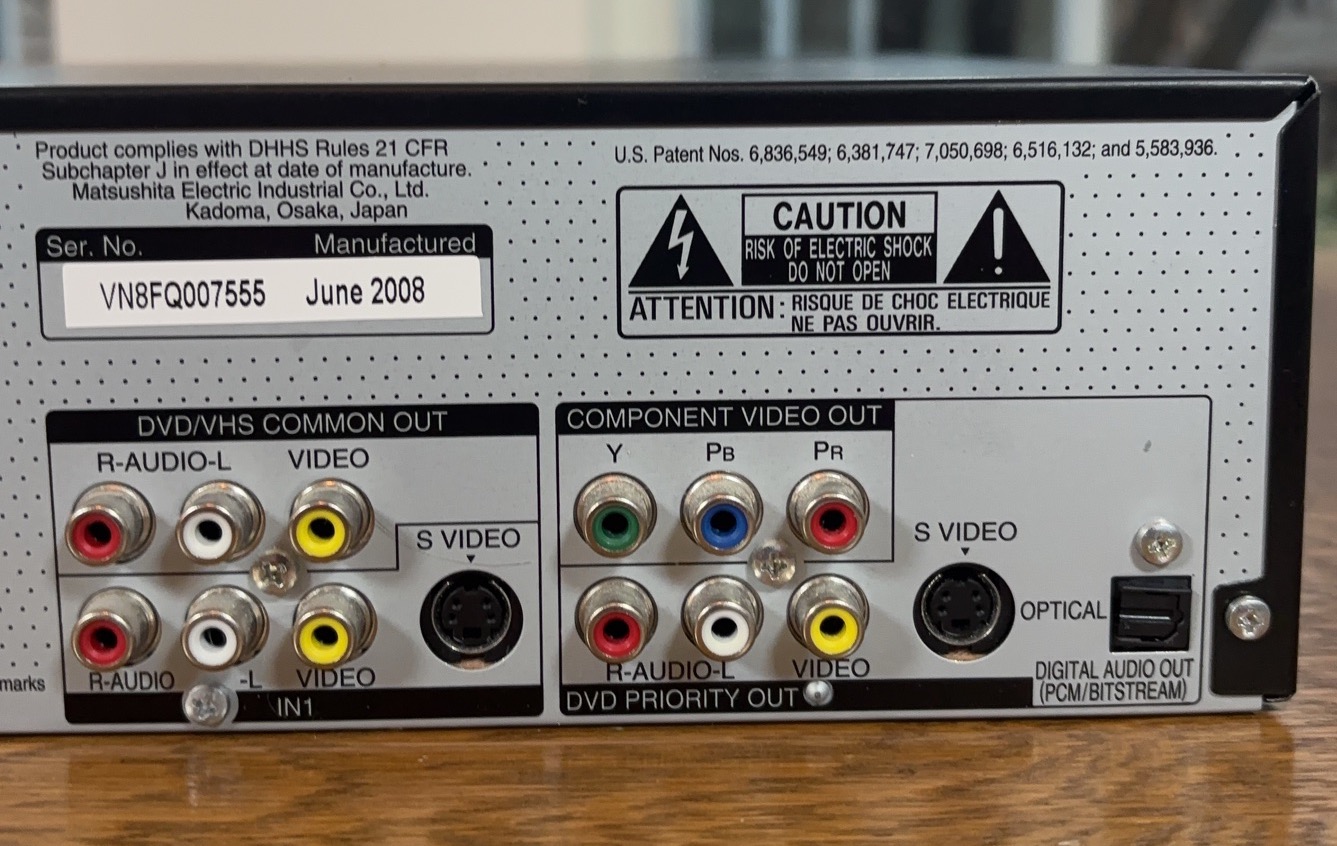 Product complies with DHHS Rules 21 CFR
Subchapter J in effect at date of manufacture.
Matsushita Electric Industrial Co., Ltd.
Kadoma, Osaka, Japan
Ser. No. Manufactured
VN8FQ007555 June 2008
U.S. Patent Nos. 6,836,549; 6,381,747; 7,050,698; 6,516,132; and 5,583,936.
CAUTION
RISK OF ELECTRIC SHOCK
DO NOT OPEN
ATTENTION : RISQUE DE CHOC ELECTRIQUE
NE PAS OUVRIR.
DVD/VHS COMMON OUT
R-AUDIO-L VIDEO
S VIDEO
R-AUDIO -L VIDEO
IN1
marks
COMPONENT VIDEO OUT
Y PB PR
S VIDEO
R-AUDIO-L VIDEO
DVD PRIORITY OUT
OPTICAL
DIGITAL AUDIO OUT
(PCM/BITSTREAM)